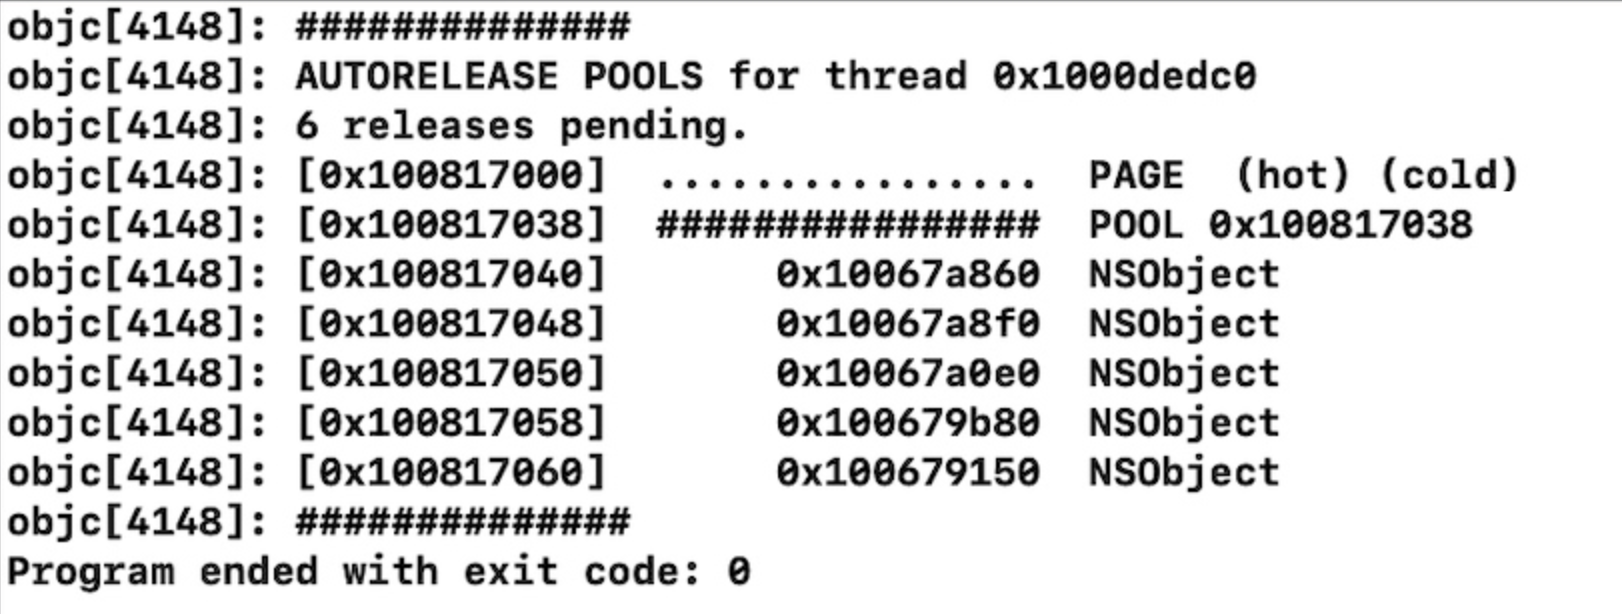 objc[4148]: ##############
objc[4148]: AUTORELEASE POOLS for thread 0x1000dedc0
objc[4148]: 6 releases pending.
objc[4148]: [0x100817000]  ................  PAGE  (hot) (cold)
objc[4148]: [0x100817038]  ################  POOL 0x100817038
objc[4148]: [0x100817040]       0x10067a860  NSObject
objc[4148]: [0x100817048]       0x10067a8f0  NSObject
objc[4148]: [0x100817050]       0x10067a0e0  NSObject
objc[4148]: [0x100817058]       0x100679b80  NSObject
objc[4148]: [0x100817060]       0x100679150  NSObject
objc[4148]: ##############
Program ended with exit code: 0